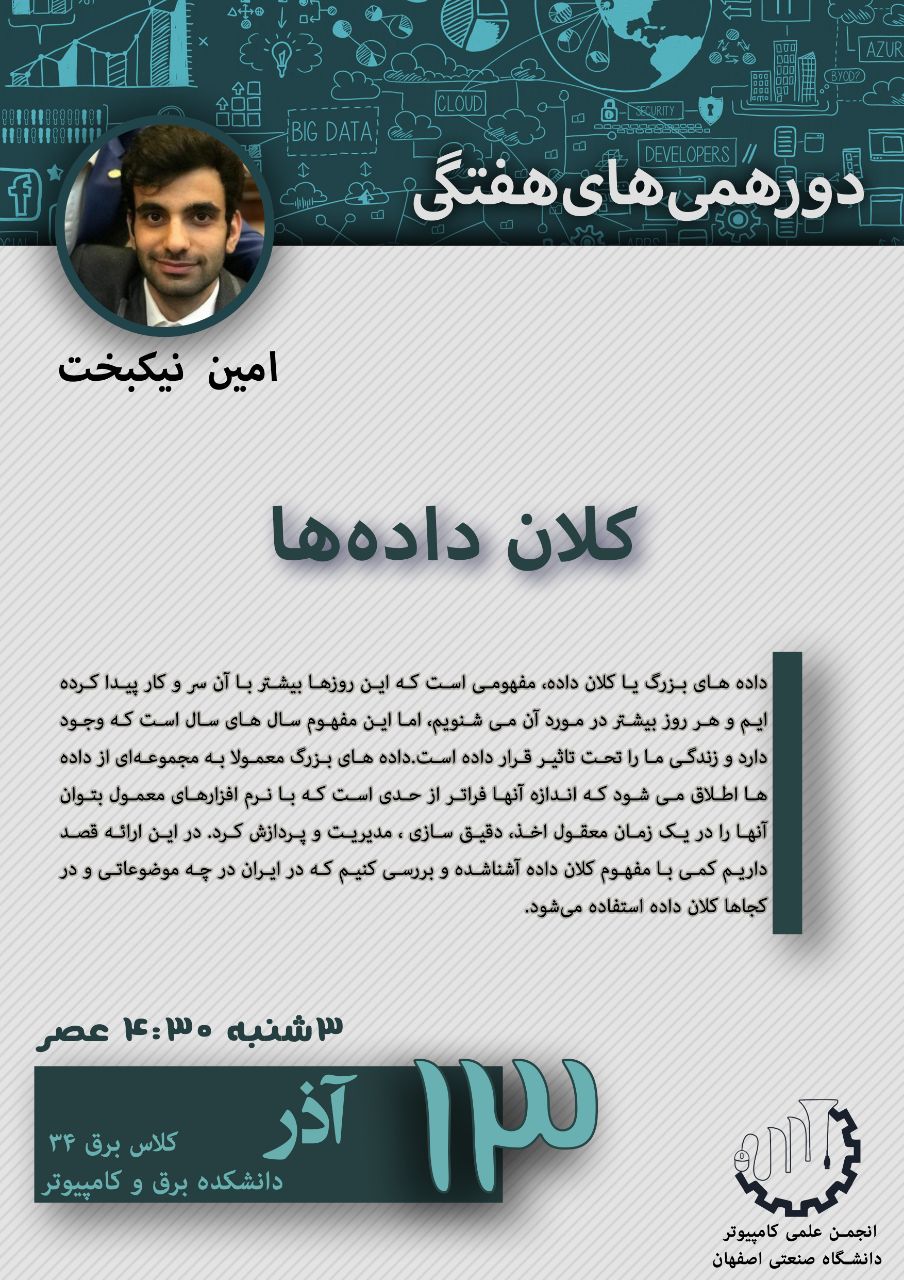 BIG DATA
CLOUD
SECURITY
AZUR
BYOD?
DEVELOPERS
APPS
دورهمی‌های‌هفتگی
امین نیکبخت
کلان داده‌ها
داده های بزرگ یا کلان داده، مفهومی است که این روزها بیشتر با آن سر و کار پیدا کرده
ایم و هر روز بیشتر در مورد آن می شنویم، اما این مفهوم سال های سال است که وجود
دارد و زندگی ما را تحت تاثیر قرار داده است.داده های بزرگ معمولا به مجموعه‌ای از داده
ها اطلاق می شود که اندازه آنها فراتر از حدی است که با نرم افزارهای معمول بتوان
آنها را در یک زمان معقول اخذ، دقیق سازی ، مدیریت و پردازش کرد. در این ارائه قصد
داریم کمی با مفهوم کلان داده آشناشده و بررسی کنیم که در ایران در چه موضوعاتی و در
کجاها کلان داده استفاده می‌شود.
۳شنبه ۴:۳۰ عصر
۱۳ آذر
کلاس برق ۳۴
دانشکده برق و کامپیوتر
انجمن علمی کامپیوتر
دانشگاه صنعتی اصفهان